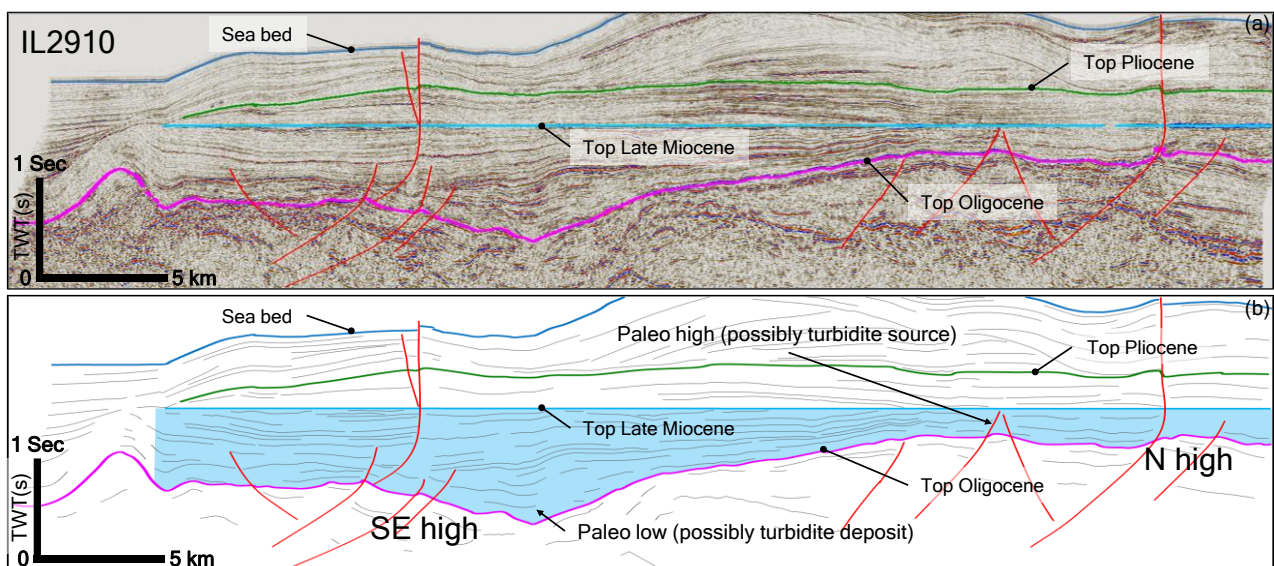 IL2910
(a)
Sea bed
Top Pliocene
Top Late Miocene
Top Oligocene
1 Sec
TWT(s)
0
5 km
(b)
Sea bed
Paleo high (possibly turbidite source)
Top Pliocene
Top Late Miocene
1 Sec
N high
Top Oligocene
TWT(s)
SE high
Paleo low (possibly turbidite deposit)
0
5 km